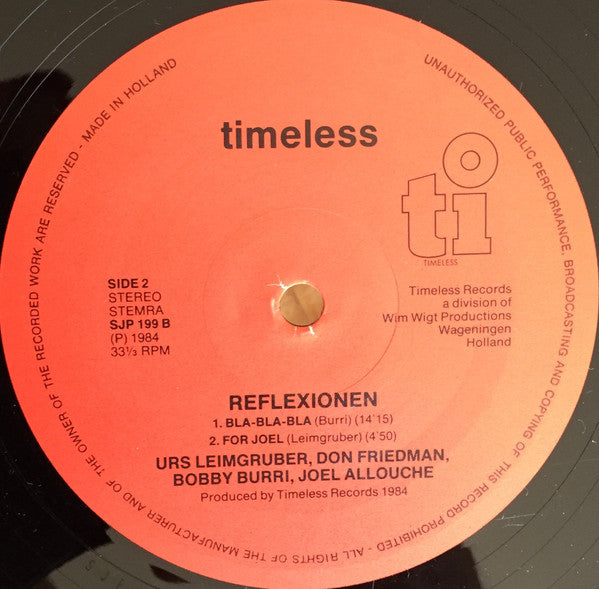 MADE IN HOLLAND - ALL RIGHTS OF THE MANUFACTURER AND OF THE OWNER OF THE RECORDED WORK ARE RESERVED -
UNAUTHORIZED PUBLIC PERFORMANCE, BROADCASTING AND COPYING OF THIS RECORD PROHIBITED -
timeless
ti
TIMELESS
SIDE 2
STEREO
STEMRA
SJP 199 B
(P) 1984
33⅓ RPM
Timeless Records
a division of
Wim Wigt Productions
Wageningen
Holland
REFLEXIONEN
1. BLA-BLA-BLA (Burri) (14'15)
2. FOR JOEL (Leimgruber) (4'50)
URS LEIMGRUBER, DON FRIEDMAN,
BOBBY BURRI, JOEL ALLOUCHE
Produced by Timeless Records 1984